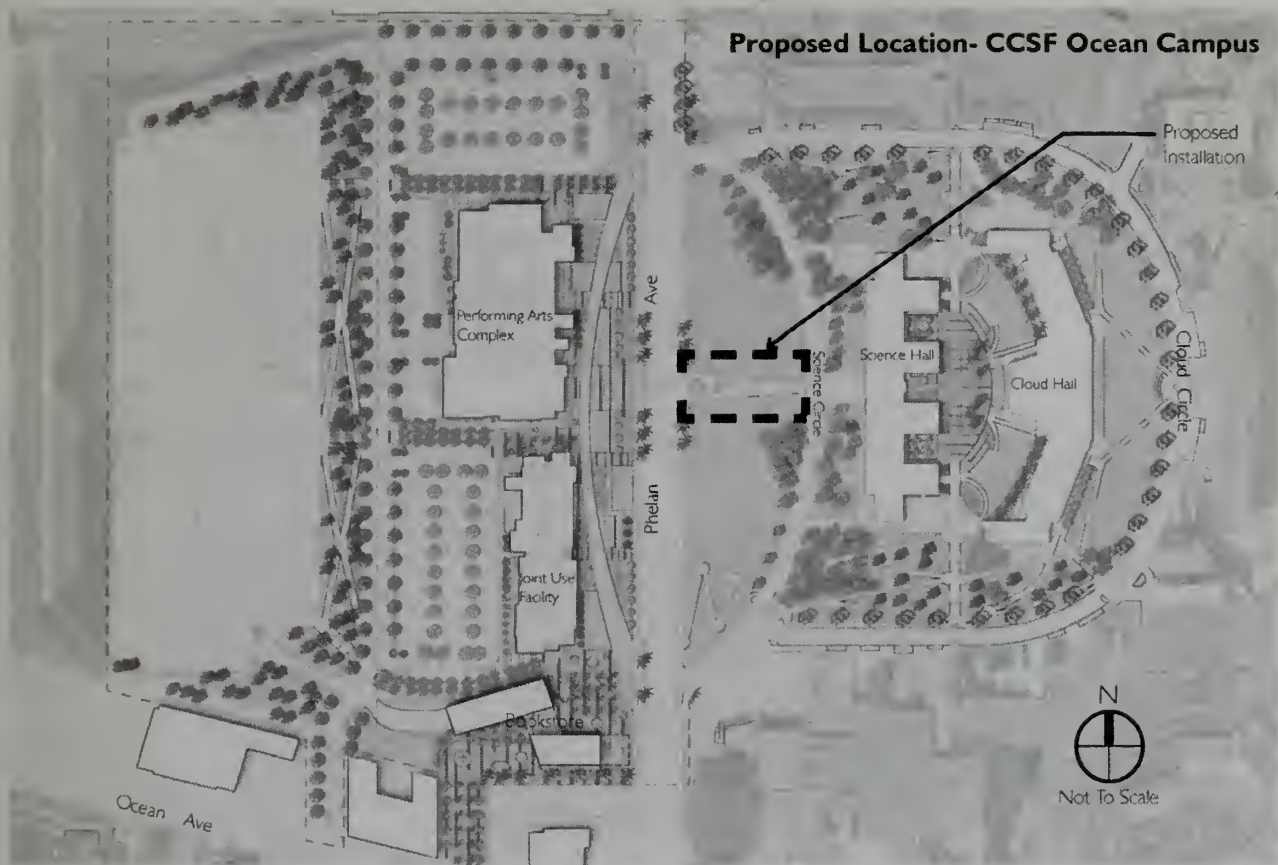 Proposed Location- CCSF Ocean Campus
Proposed
Installation
Performing Arts
Complex
Phelan Ave
Science Circle
Science Hall
Cloud Hall
Cloud Circle
Joint Use
Facility
Bookstore
Ocean Ave
N
Not To Scale